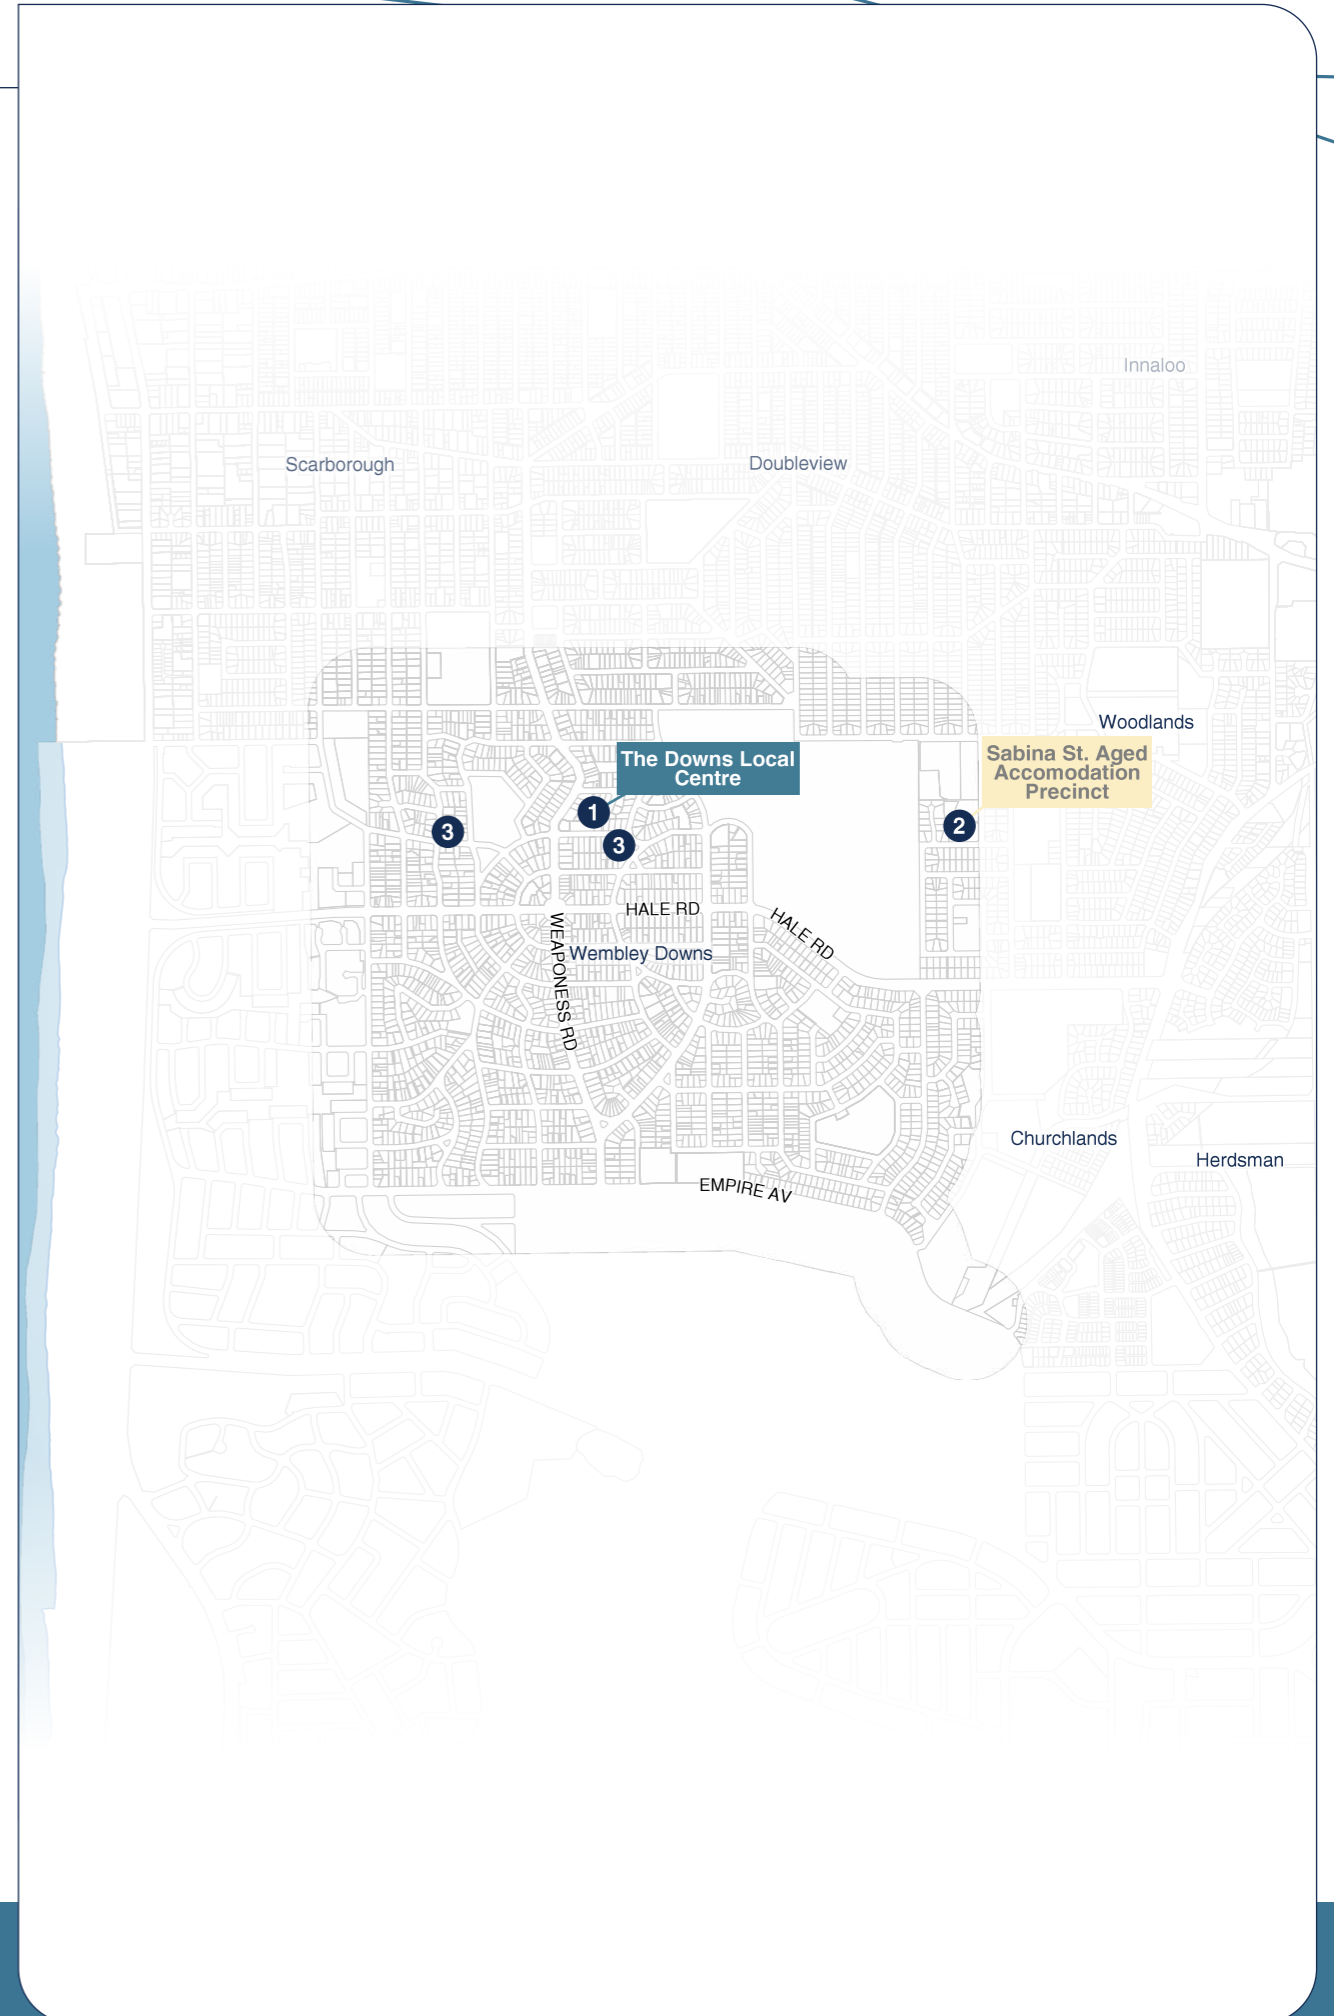 Innaloo
Scarborough
Doubleview
Woodlands
The Downs Local
Centre
Sabina St. Aged
Accomodation
Precinct
1
2
3
3
HALE RD
HALE RD
WEAPONESS RD
Wembley Downs
Churchlands
Herdsman
EMPIRE AV